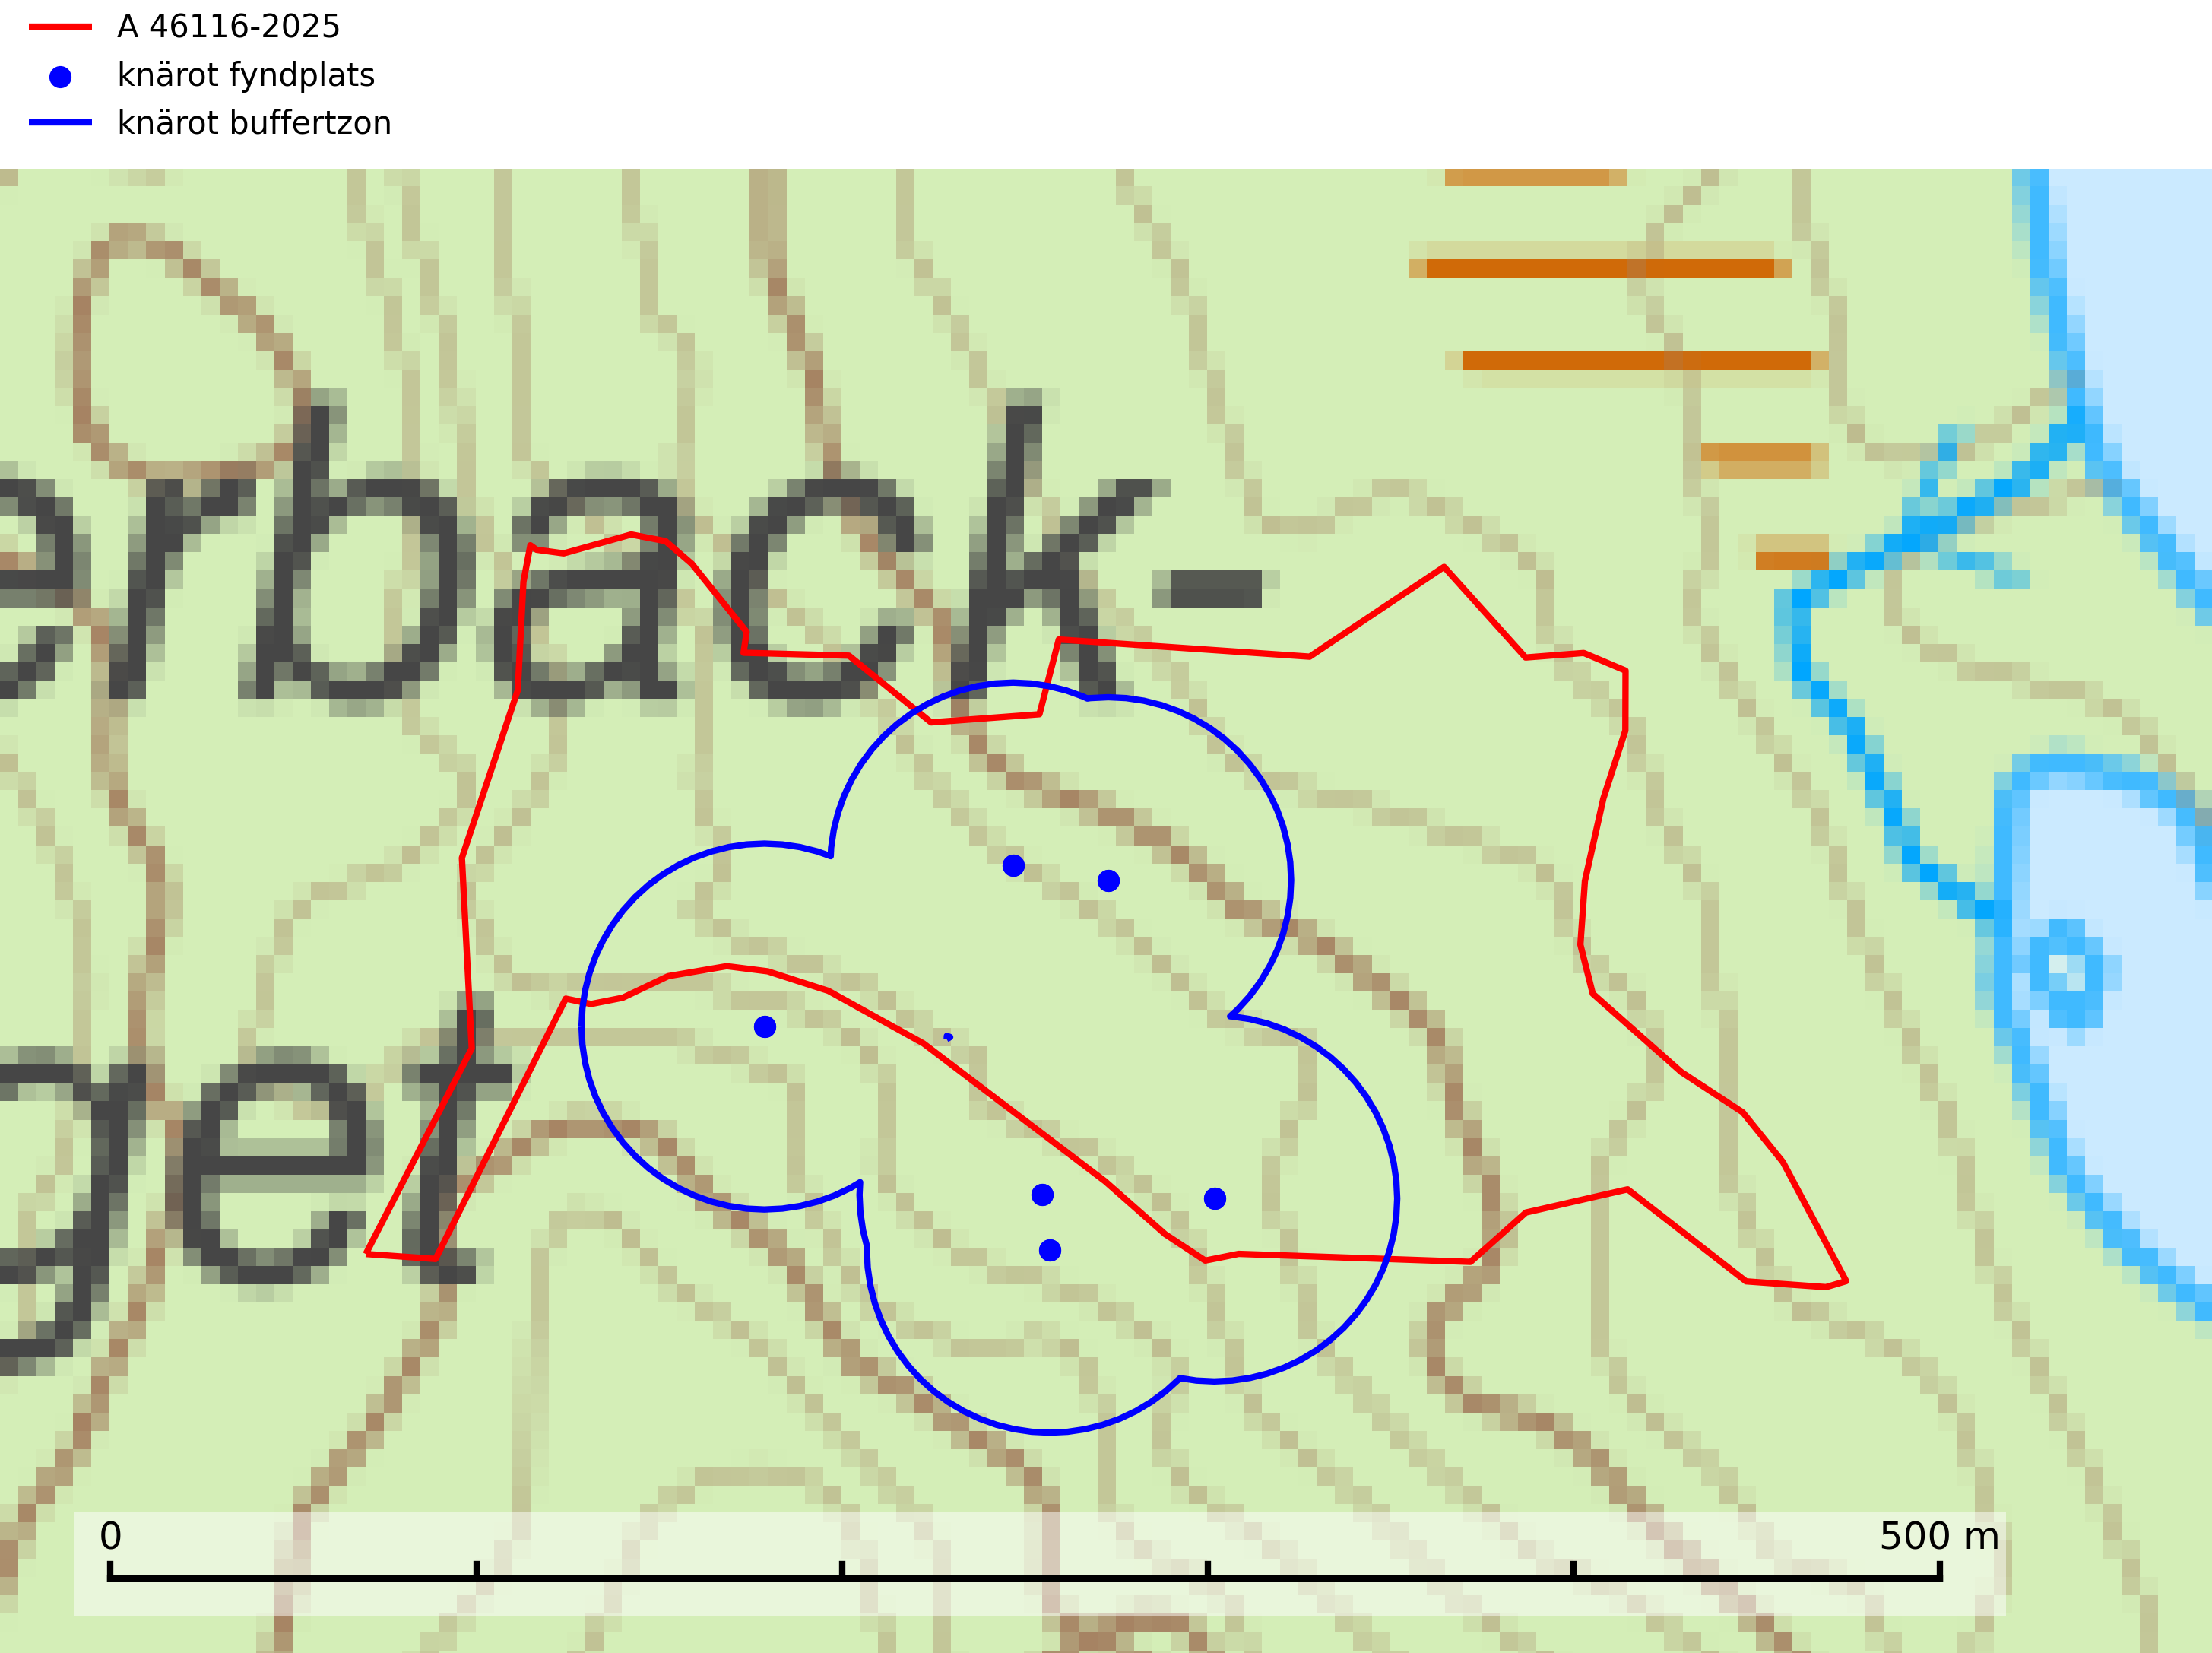 A 46116-2025
knärot fyndplats
knärot buffertzon
erback-
get
0 500 m